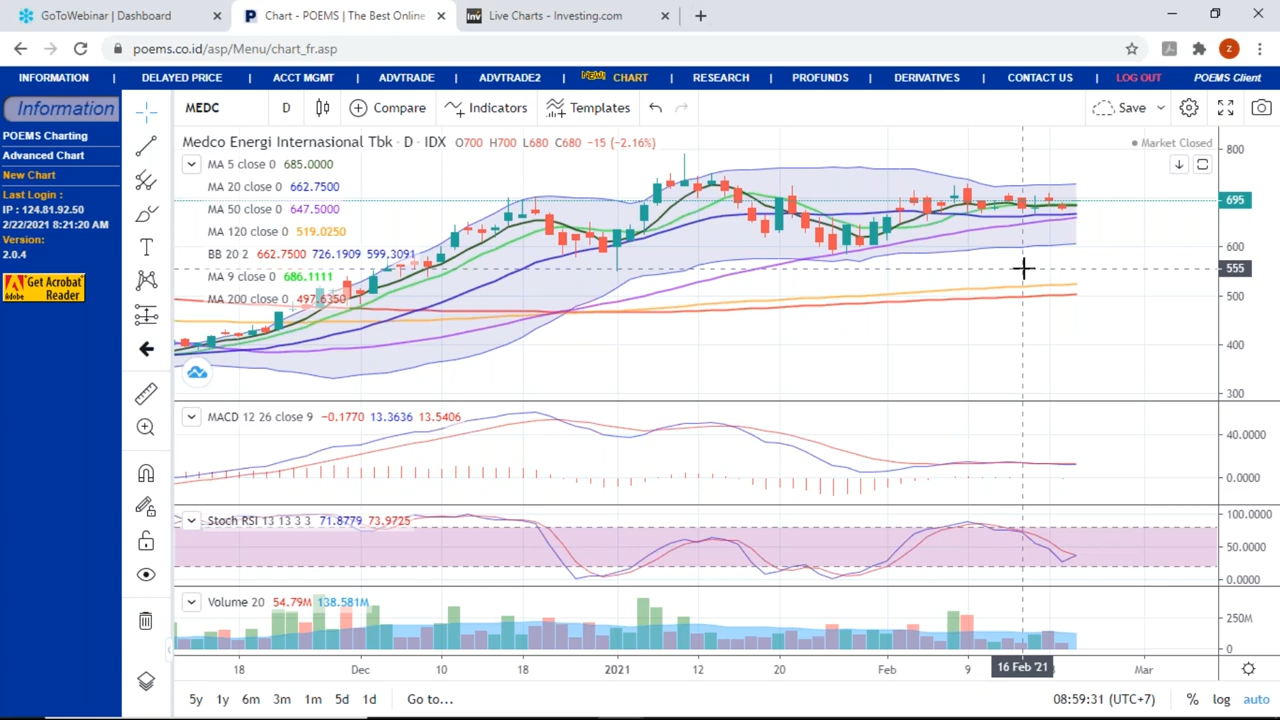 GoToWebinar | Dashboard
Chart - POEMS | The Best Online
Inv
Live Charts - Investing.com
poems.co.id/asp/Menu/chart_fr.asp
Z
INFORMATION | DELAYED PRICE | ACCT MGMT | ADVTRADE | ADVTRADE2 | NEW! CHART | RESEARCH | PROFUNDS | DERIVATIVES | CONTACT US | LOG OUT POEMS Client
Information
POEMS Charting
Advanced Chart
New Chart
Last Login :
IP : 124.81.92.50
2/22/2021 8:21:20 AM
Version:
2.0.4
Get Acrobat
Reader
Adobe
MEDC D Compare Indicators Templates Save
Medco Energi Internasional Tbk · D · IDX O700 H700 L680 C680 −15 (−2.16%)
Market Closed
MA 5 close 0 685.0000
MA 20 close 0 662.7500
MA 50 close 0 647.5000
MA 120 close 0 519.0250
BB 20 2 662.7500 726.1909 599.3091
MA 9 close 0 686.1111
MA 200 close 0 497.6350
800
695
600
555
500
400
300
MACD 12 26 close 9 −0.1770 13.3636 13.5406
40.0000
0.0000
Stoch RSI 13 13 3 3 71.8779 73.9725
100.0000
50.0000
0.0000
Volume 20 54.79M 138.581M
250M
0
18 Dec 10 18 2021 12 20 Feb 9 16 Feb '21 Mar
5y 1y 6m 3m 1m 5d 1d Go to... 08:59:31 (UTC+7) % log auto